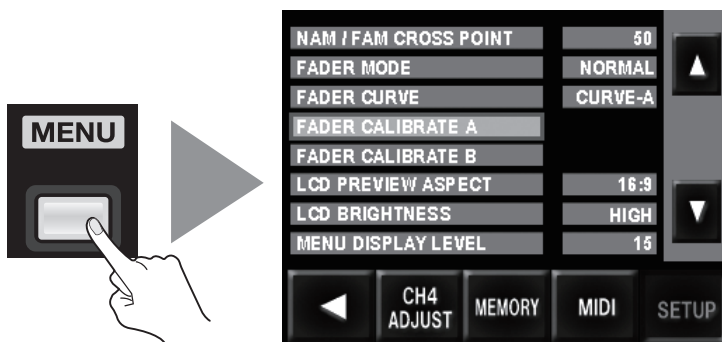 MENU
NAM / FAM CROSS POINT 50
FADER MODE NORMAL
FADER CURVE CURVE-A
FADER CALIBRATE A
FADER CALIBRATE B
LCD PREVIEW ASPECT 16:9
LCD BRIGHTNESS HIGH
MENU DISPLAY LEVEL 15
CH4
ADJUST
MEMORY
MIDI
SETUP